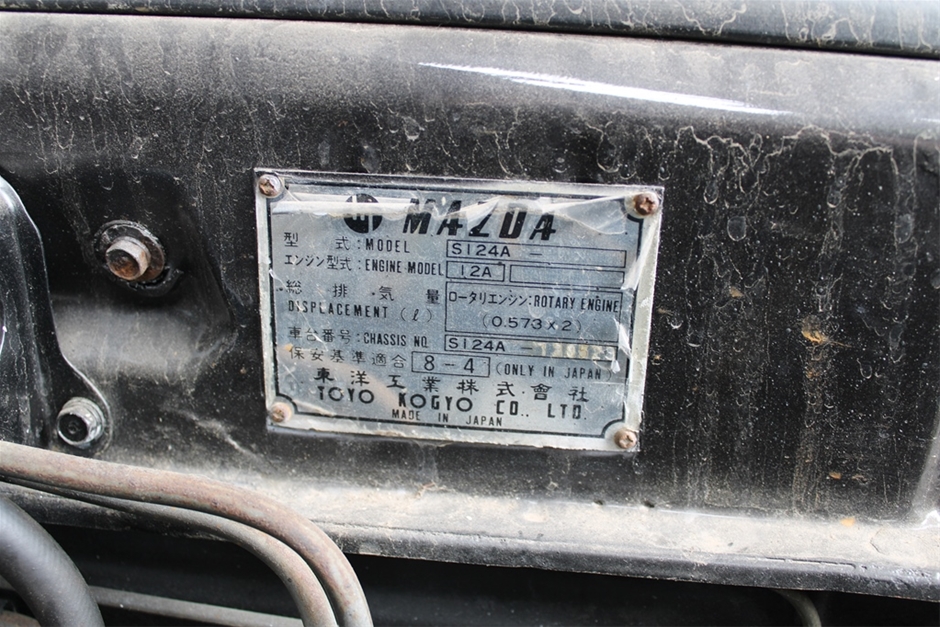 MAZDA
型 式:MODEL S124A-
エンジン型式:ENGINE MODEL 12A
総排気量 ロータリエンジン:ROTARY ENGINE
DISPLACEMENT (ℓ) (0.573×2)
車台番号:CHASSIS NO. S124A-
保安基準適合 8-4 (ONLY IN JAPAN)
東洋工業株式會社
TOYO KOGYO CO., LTD.
MADE IN JAPAN